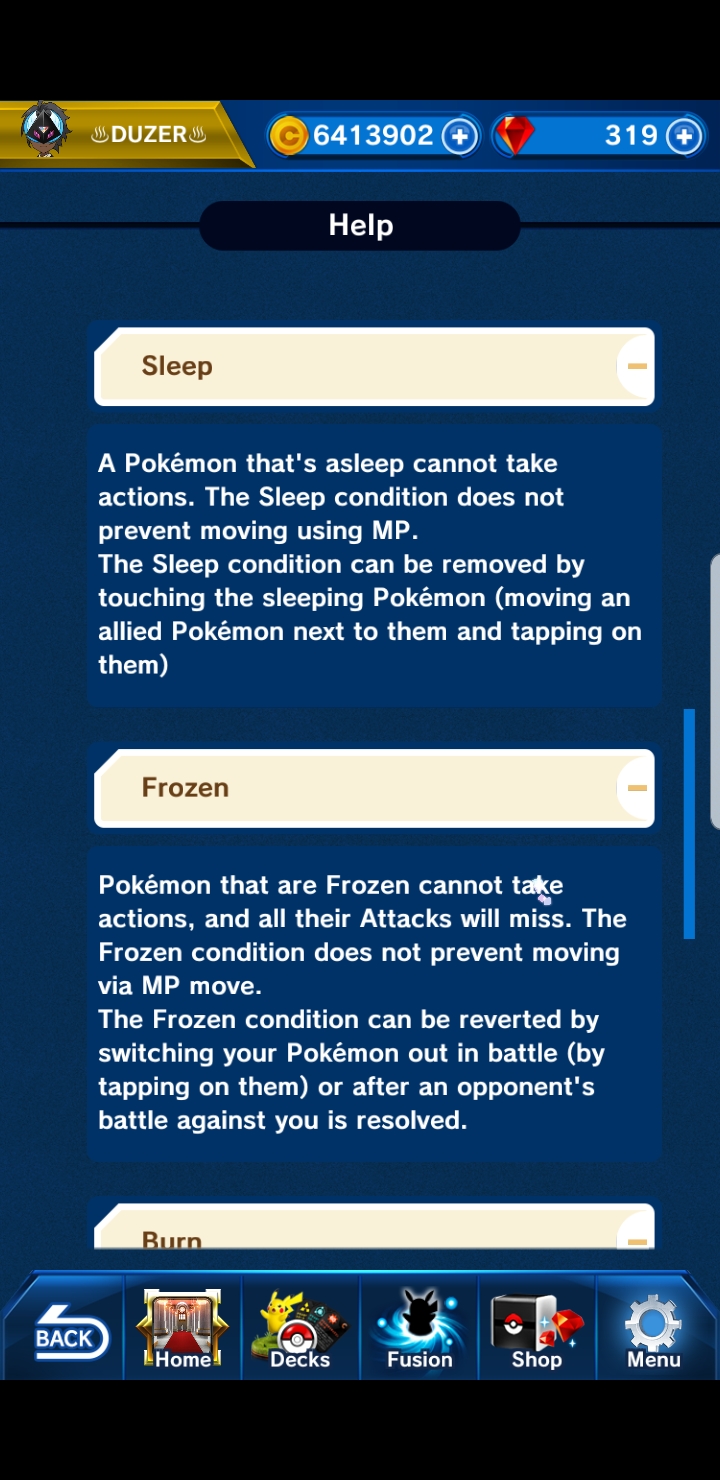 ♨DUZER♨
C 6413902
319
Help
Sleep
A Pokémon that's asleep cannot take
actions. The Sleep condition does not
prevent moving using MP.
The Sleep condition can be removed by
touching the sleeping Pokémon (moving an
allied Pokémon next to them and tapping on
them)
Frozen
Pokémon that are Frozen cannot take
actions, and all their Attacks will miss. The
Frozen condition does not prevent moving
via MP move.
The Frozen condition can be reverted by
switching your Pokémon out in battle (by
tapping on them) or after an opponent's
battle against you is resolved.
Burn
BACK
Home
Decks
Fusion
Shop
Menu